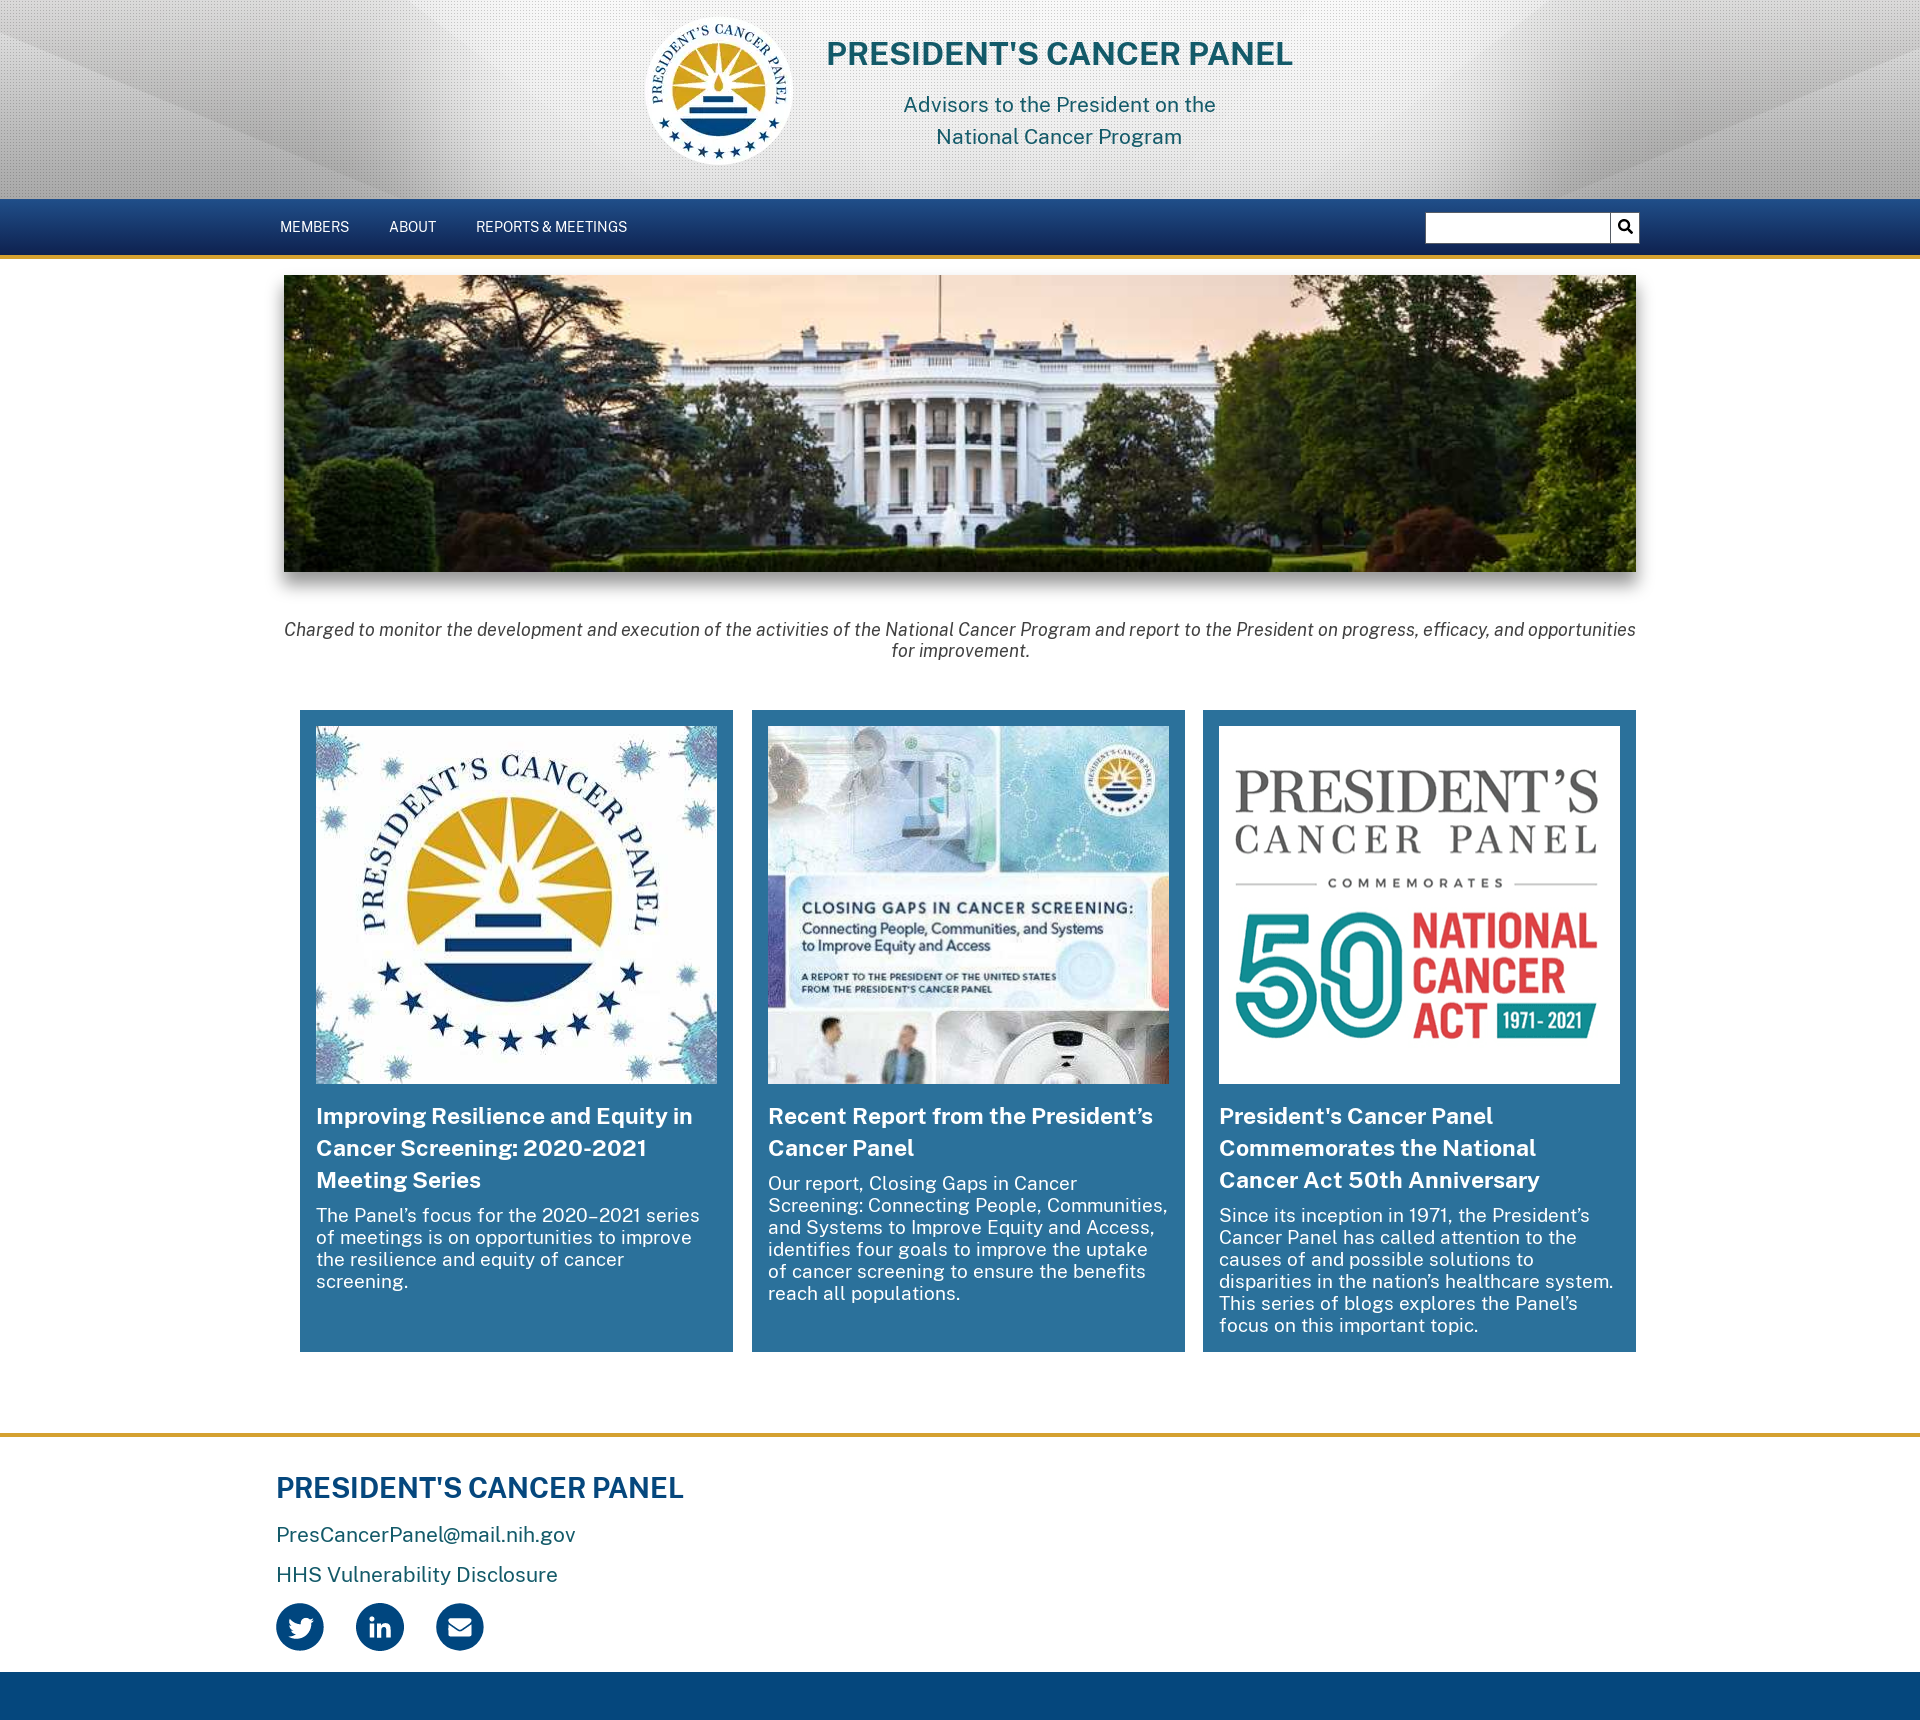 PRESIDENT'S CANCER PANEL
PRESIDENT'S CANCER PANEL
Advisors to the President on the
National Cancer Program
MEMBERS
ABOUT
REPORTS & MEETINGS
Charged to monitor the development and execution of the activities of the National Cancer Program and report to the President on progress, efficacy, and opportunities
for improvement.
PRESIDENT'S CANCER PANEL
Improving Resilience and Equity in
Cancer Screening: 2020-2021
Meeting Series
The Panel’s focus for the 2020–2021 series
of meetings is on opportunities to improve
the resilience and equity of cancer
screening.
PRESIDENT'S CANCER PANEL
CLOSING GAPS IN CANCER SCREENING:
Connecting People, Communities, and Systems
to Improve Equity and Access
A REPORT TO THE PRESIDENT OF THE UNITED STATES
FROM THE PRESIDENT'S CANCER PANEL
Recent Report from the President’s
Cancer Panel
Our report, Closing Gaps in Cancer
Screening: Connecting People, Communities,
and Systems to Improve Equity and Access,
identifies four goals to improve the uptake
of cancer screening to ensure the benefits
reach all populations.
PRESIDENT’S
CANCER PANEL
COMMEMORATES
50
NATIONAL
CANCER
ACT
1971 - 2021
President's Cancer Panel
Commemorates the National
Cancer Act 50th Anniversary
Since its inception in 1971, the President’s
Cancer Panel has called attention to the
causes of and possible solutions to
disparities in the nation’s healthcare system.
This series of blogs explores the Panel’s
focus on this important topic.
PRESIDENT'S CANCER PANEL
PresCancerPanel@mail.nih.gov
HHS Vulnerability Disclosure
in